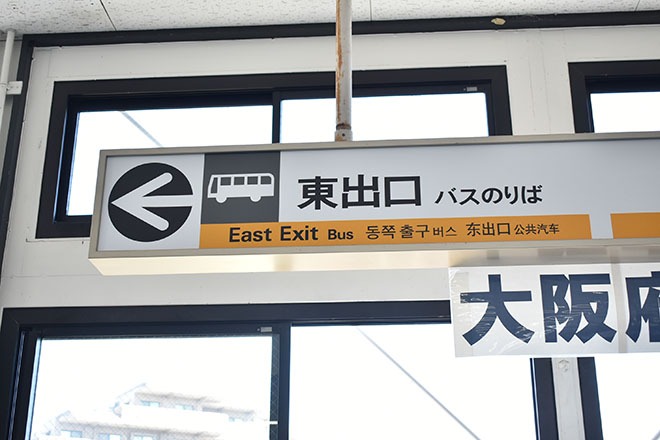 東出口 バスのりば
East Exit Bus 동쪽 출구 버스 东出口 公共汽车
大阪府